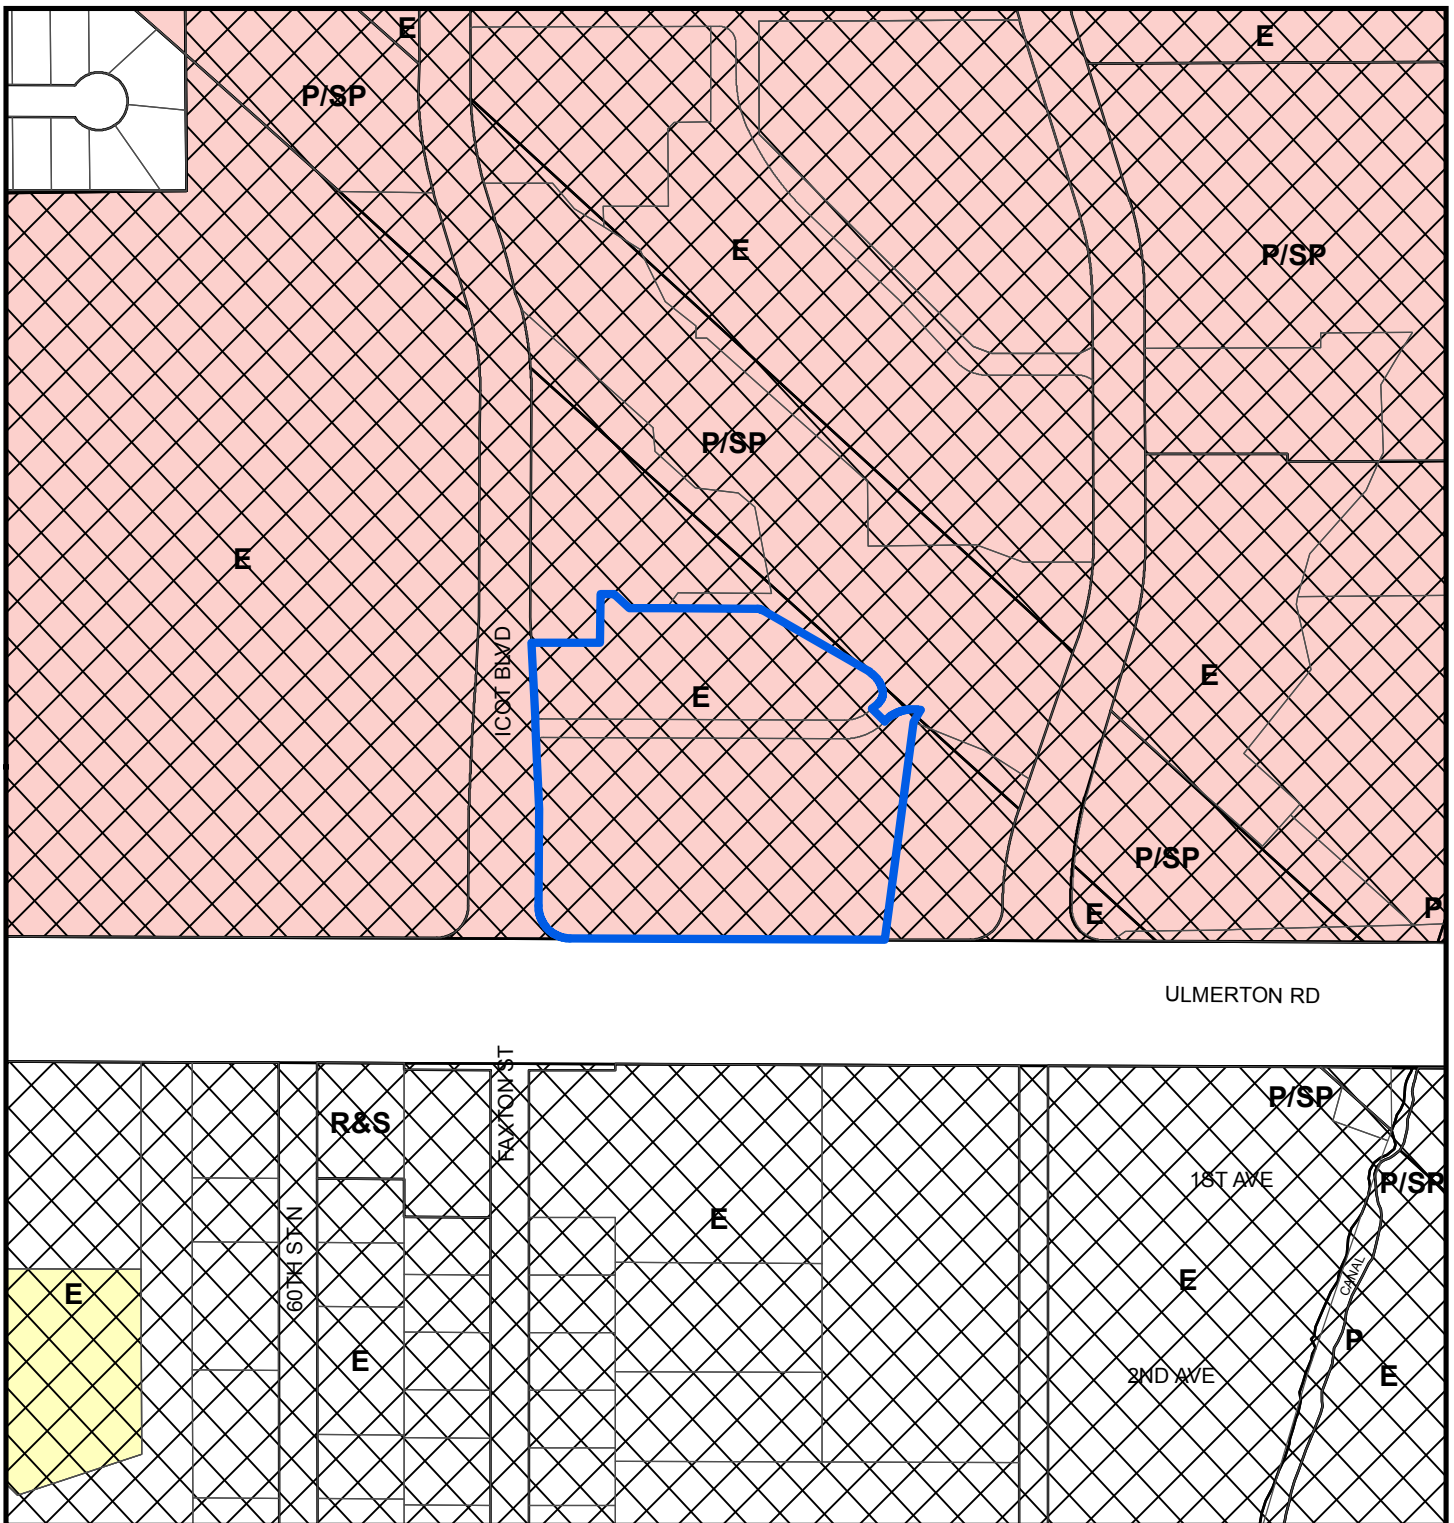 E
E
P/SP
E
P/SP
P/SP
E
ICOT BLVD
E
E
P/SP
E
P
ULMERTON RD
FAXTON ST
P/SP
R&S
1ST AVE
P/SP
E
60TH ST N
E
CANAL
E
P
E
2ND AVE
E